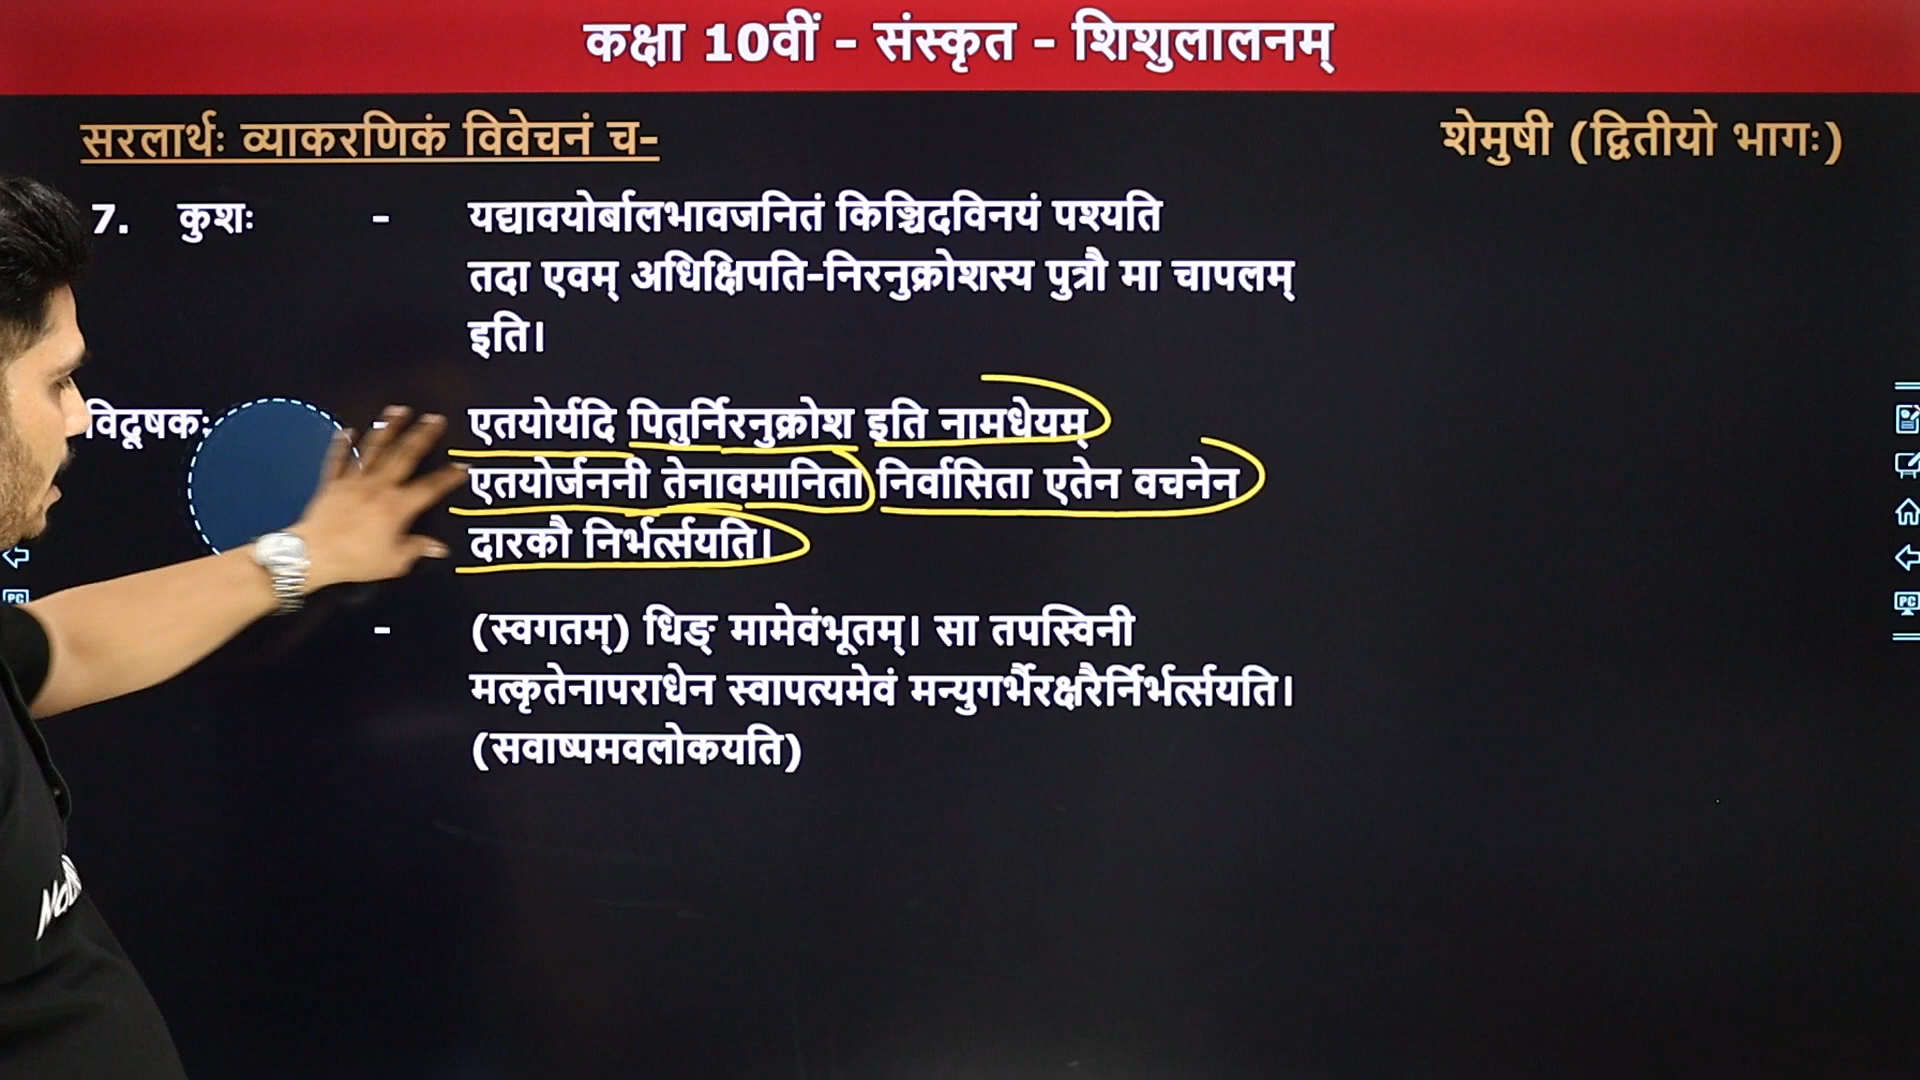 कक्षा 10वीं - संस्कृत - शिशुलालनम्
सरलार्थः व्याकरणिकं विवेचनं च-
शेमुषी (द्वितीयो भागः)
7. कुशः - यद्यावयोर्बालभावजनितं किञ्चिदविनयं पश्यति
तदा एवम् अधिक्षिपति-निरनुक्रोशस्य पुत्रौ मा चापलम्
इति।
विदूषकः - एतयोर्यदि पितुर्निरनुक्रोश इति नामधेयम्
एतयोर्जननी तेनावमानिता निर्वासिता एतेन वचनेन
दारकौ निर्भर्त्सयति।
- (स्वगतम्) धिङ् मामेवंभूतम्। सा तपस्विनी
मत्कृतेनापराधेन स्वापत्यमेवं मन्युगर्भैरक्षरैर्निर्भर्त्सयति।
(सवाष्पमवलोकयति)
PC
PC